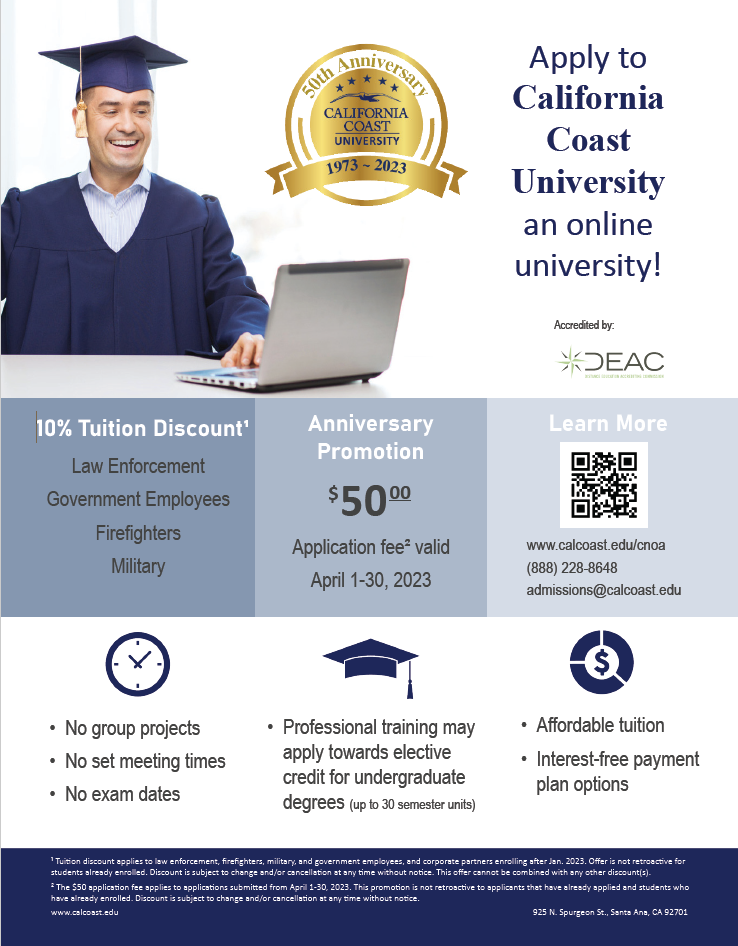 50th Anniversary
CALIFORNIA
COAST
UNIVERSITY
1973 ~ 2023
Apply to
California
Coast
University
an online
university!
Accredited by:
DEAC
DISTANCE EDUCATION ACCREDITING COMMISSION
10% Tuition Discount¹
Law Enforcement
Government Employees
Firefighters
Military
Anniversary
Promotion
$50⁰⁰
Application fee² valid
April 1-30, 2023
Learn More
www.calcoast.edu/cnoa
(888) 228-8648
admissions@calcoast.edu
• No group projects
• No set meeting times
• No exam dates
• Professional training may
apply towards elective
credit for undergraduate
degrees (up to 30 semester units)
• Affordable tuition
• Interest-free payment
plan options
¹ Tuition discount applies to law enforcement, firefighters, military, and government employees, and corporate partners enrolling after Jan. 2023. Offer is not retroactive for
students already enrolled. Discount is subject to change and/or cancellation at any time without notice. This offer cannot be combined with any other discount(s).
² The $50 application fee applies to applications submitted from April 1-30, 2023. This promotion is not retroactive to applicants that have already applied and students who
have already enrolled. Discount is subject to change and/or cancellation at any time without notice.
www.calcoast.edu
925 N. Spurgeon St., Santa Ana, CA 92701